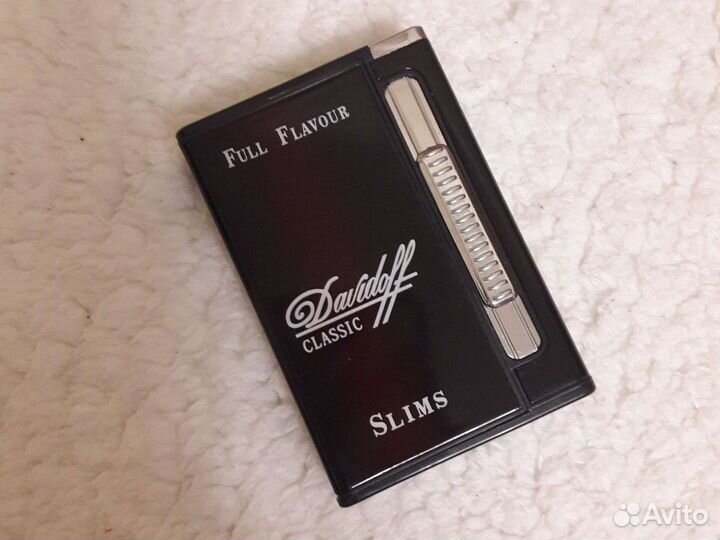 FULL FLAVOUR
Davidoff
CLASSIC
SLIMS
Avito